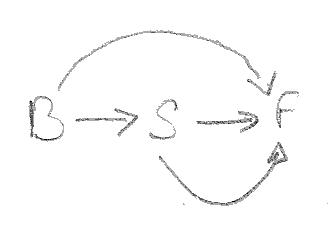 B → S → F